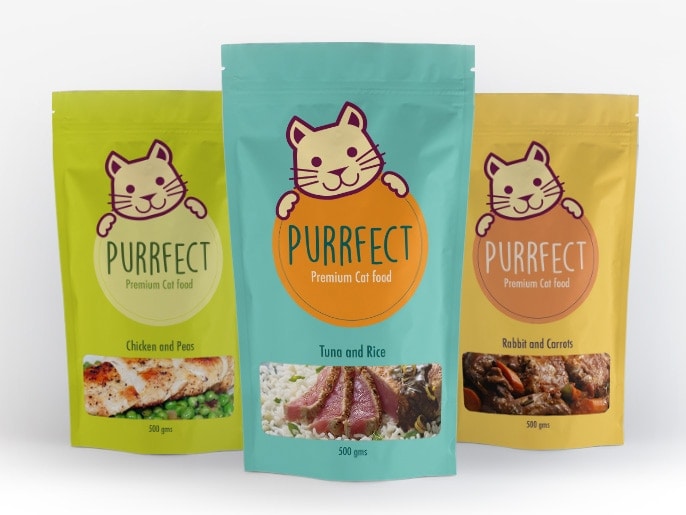 PURRFECT
Premium Cat Food
Chicken and Peas
500 gms
PURRFECT
Premium Cat Food
Tuna and Rice
500 gms
PURRFECT
Premium Cat Food
Rabbit and Carrots
500 gms